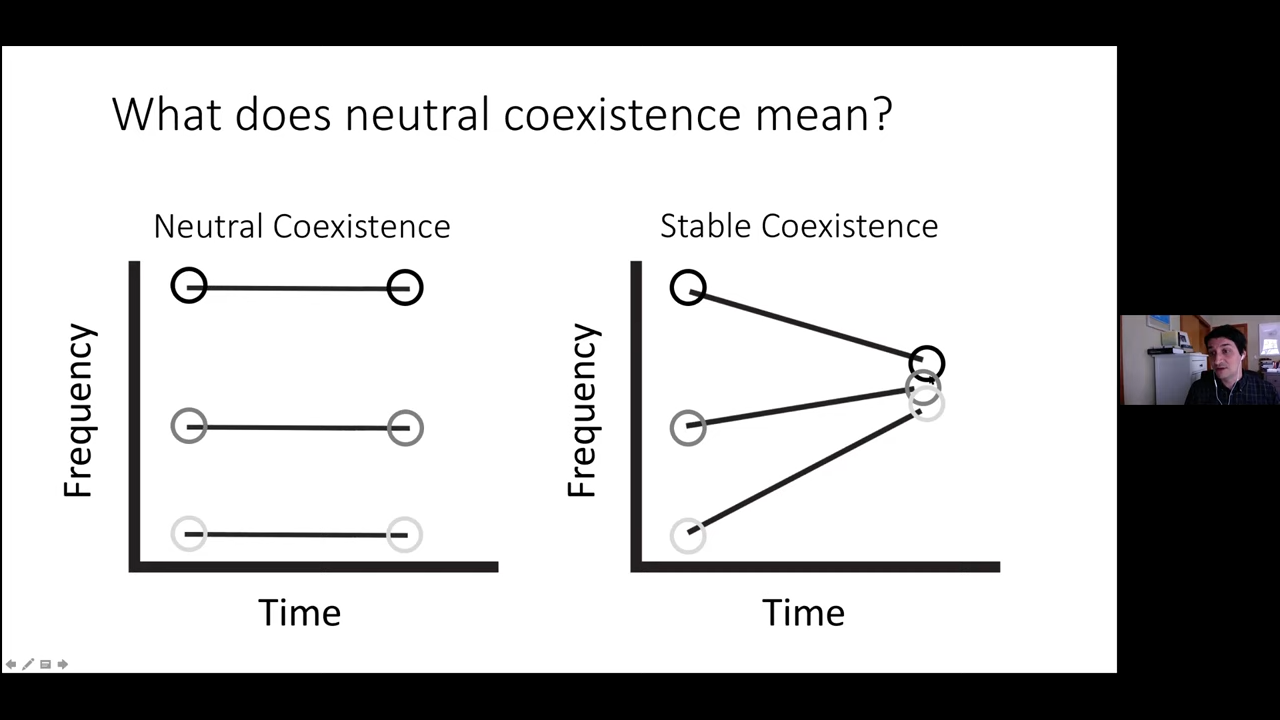 What does neutral coexistence mean?
Neutral Coexistence
Frequency
Time
Stable Coexistence
Frequency
Time